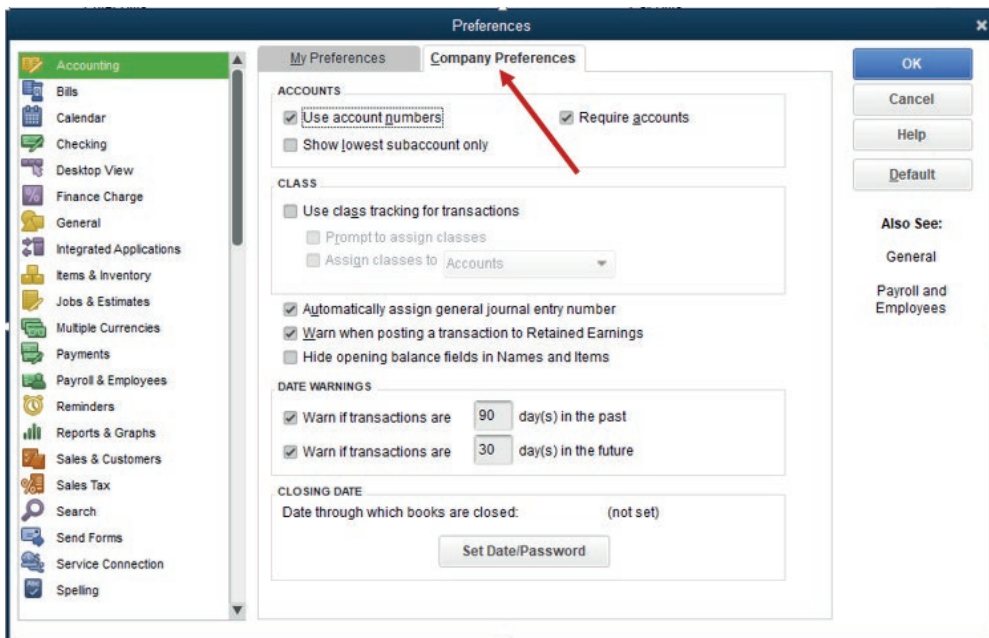 Preferences
Accounting
Bills
Calendar
Checking
Desktop View
Finance Charge
General
Integrated Applications
Items & Inventory
Jobs & Estimates
Multiple Currencies
Payments
Payroll & Employees
Reminders
Reports & Graphs
Sales & Customers
Sales Tax
Search
Send Forms
Service Connection
Spelling
My Preferences
Company Preferences
ACCOUNTS
Use account numbers
Require accounts
Show lowest subaccount only
CLASS
Use class tracking for transactions
Prompt to assign classes
Assign classes to Accounts
Automatically assign general journal entry number
Warn when posting a transaction to Retained Earnings
Hide opening balance fields in Names and Items
DATE WARNINGS
Warn if transactions are 90 day(s) in the past
Warn if transactions are 30 day(s) in the future
CLOSING DATE
Date through which books are closed: (not set)
Set Date/Password
OK
Cancel
Help
Default
Also See:
General
Payroll and
Employees